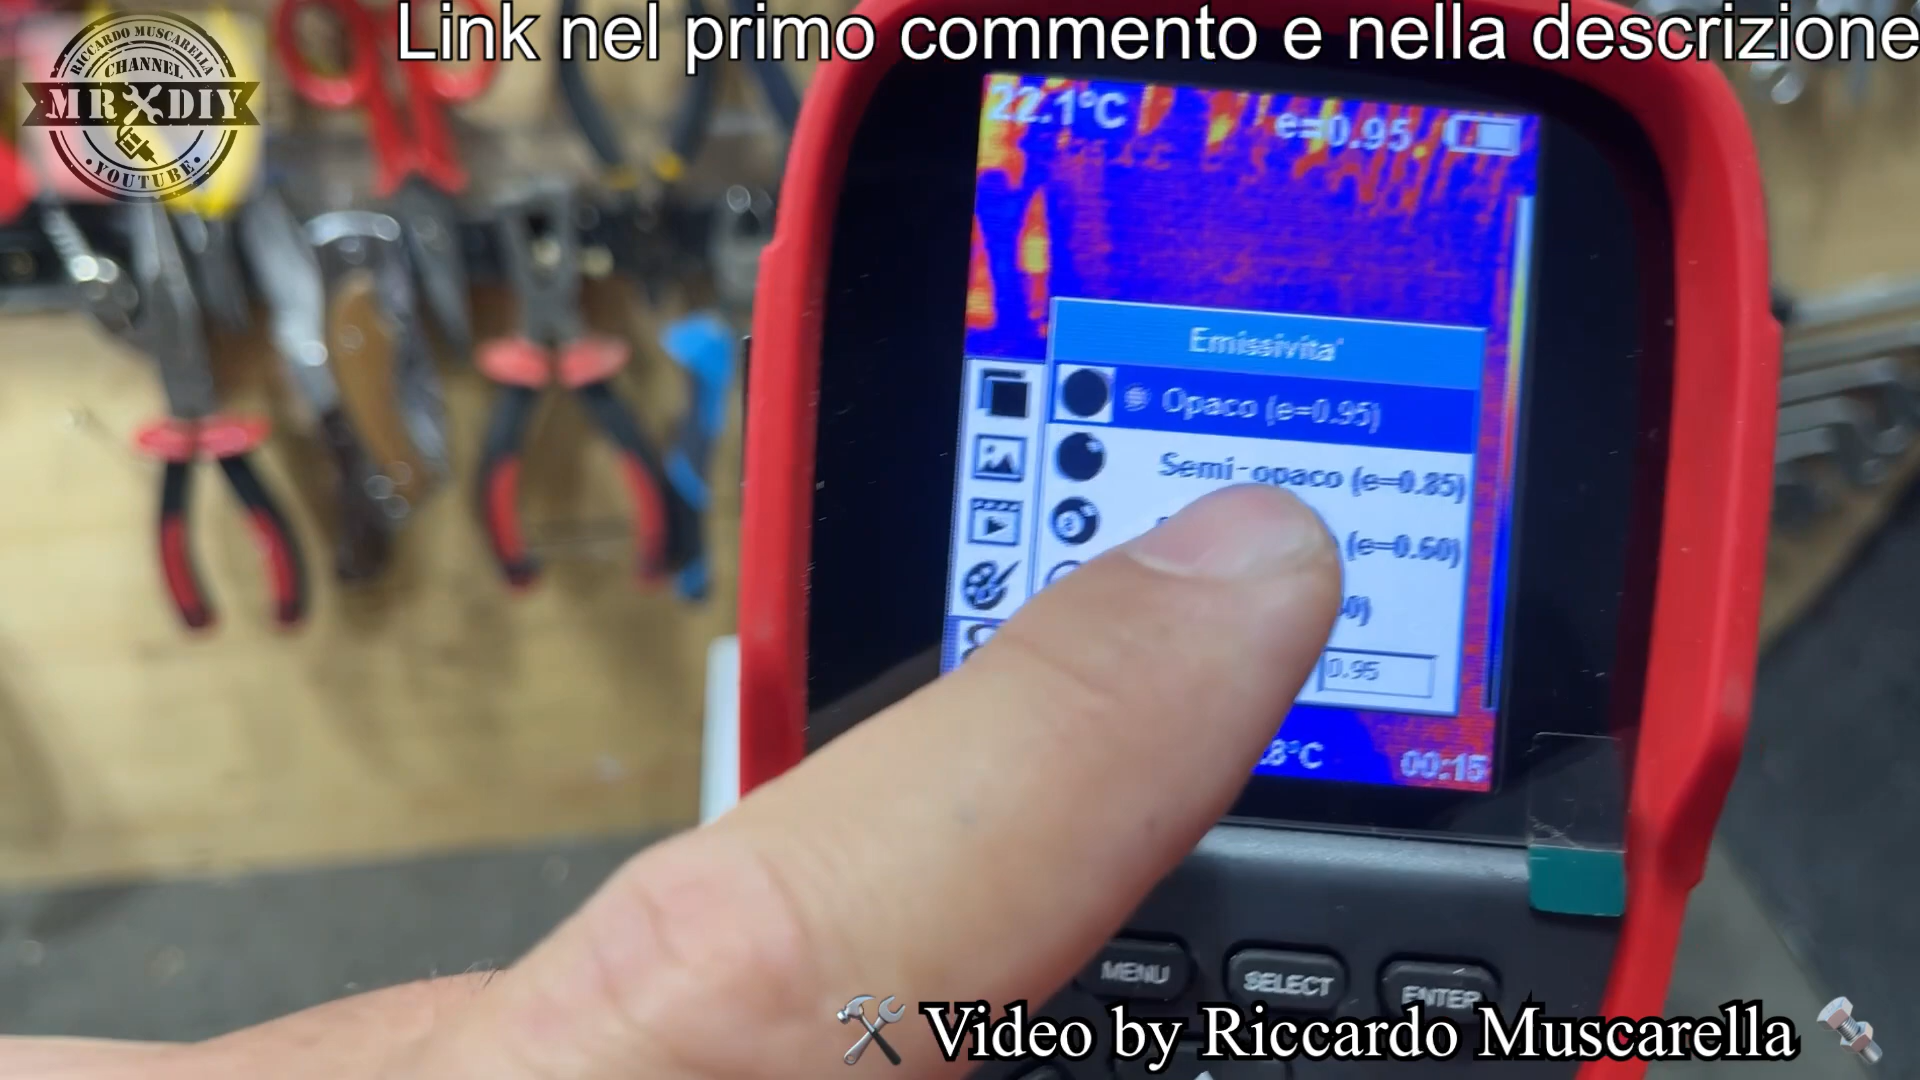 Link nel primo commento e nella descrizione
RICCARDO MUSCARELLA
CHANNEL
MR DIY
YOUTUBE
22.1°C
e=0.95
Emissivita'
Opaco (e=0.95)
Semi-opaco (e=0.85)
(e=0.60)
0.95
00:15
MENU
SELECT
ENTER
Video by Riccardo Muscarella